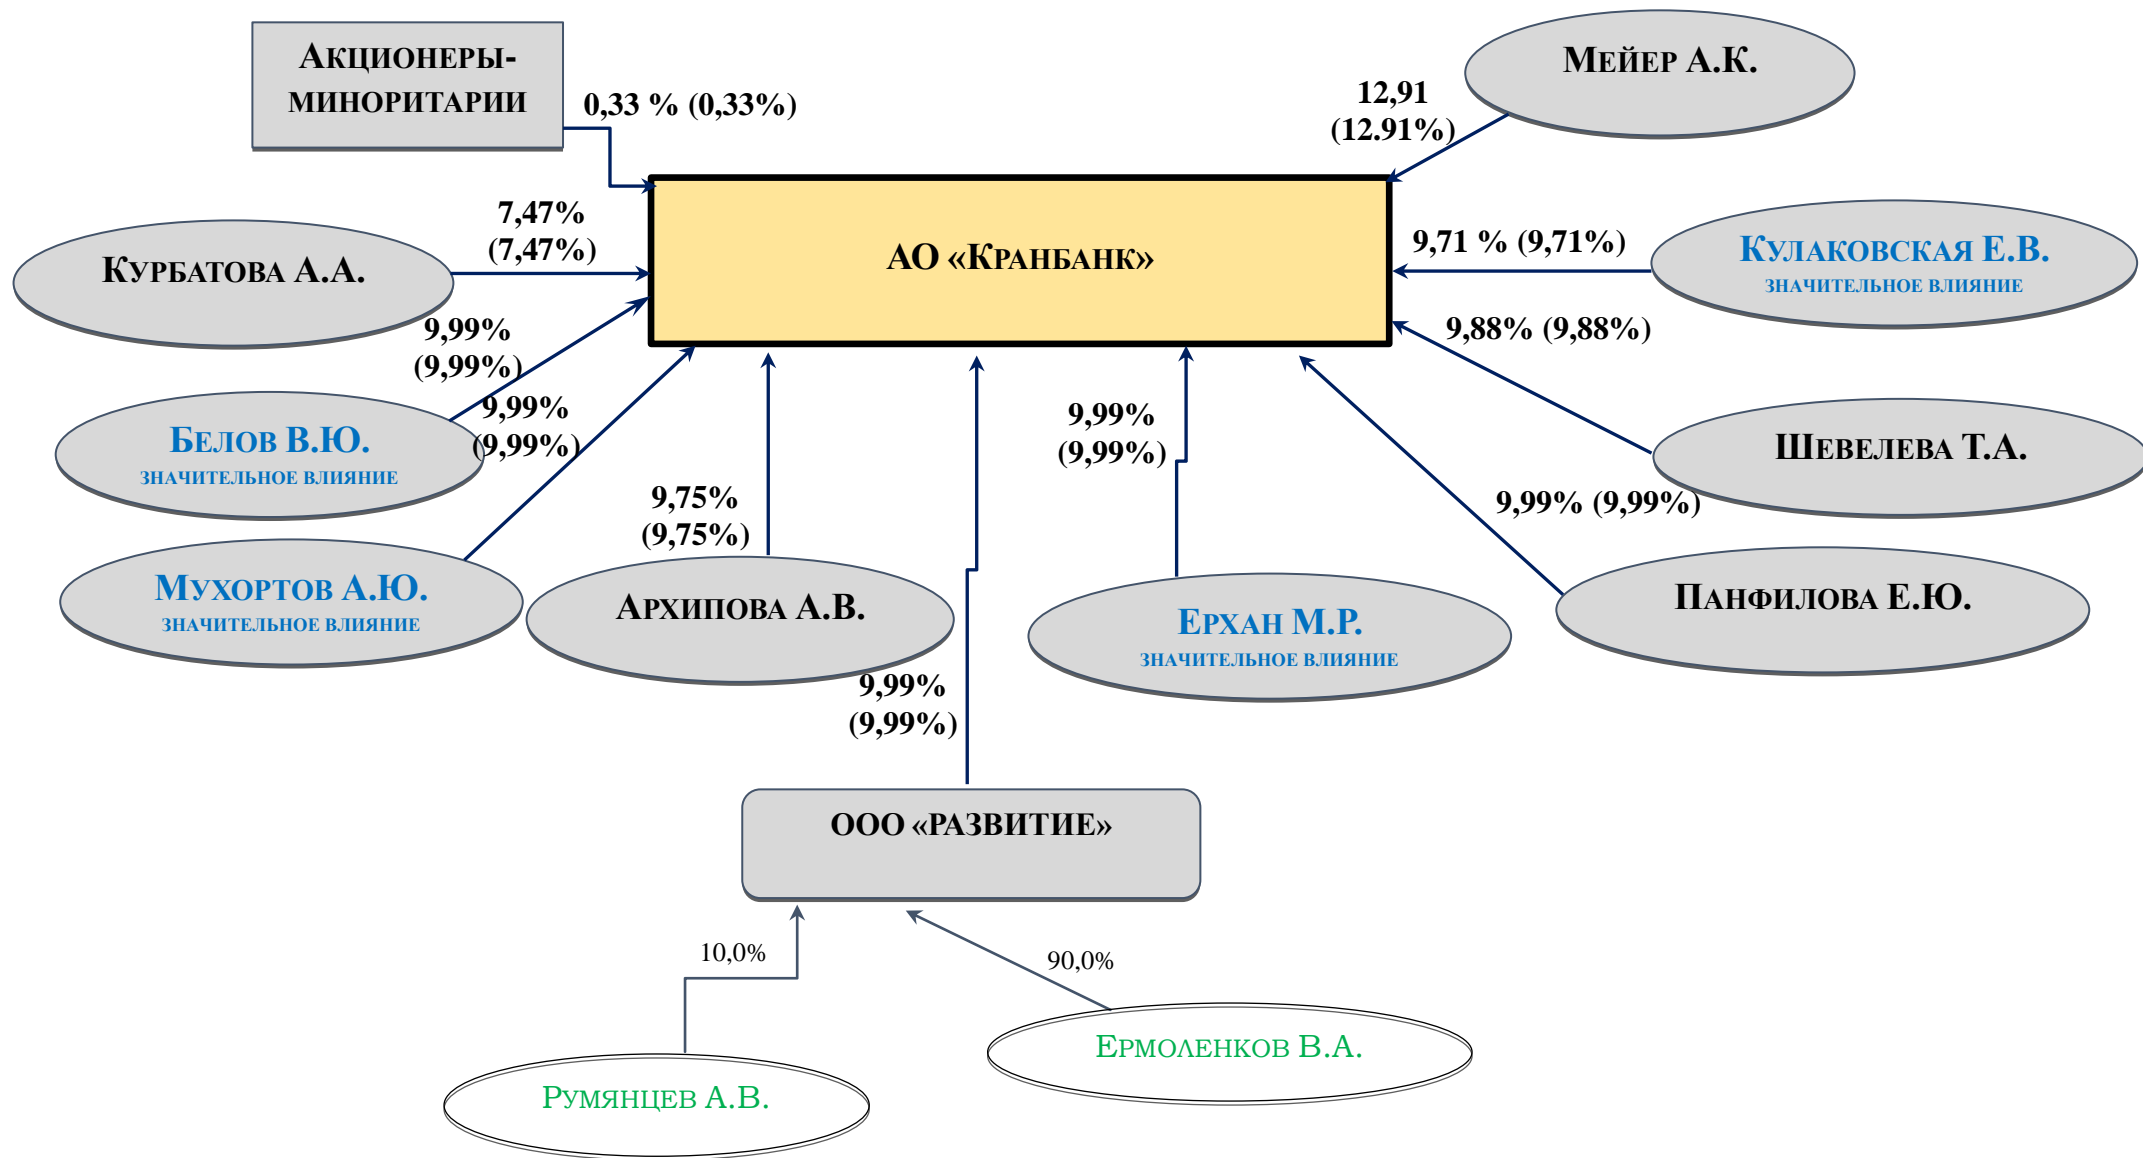 Акционеры-
миноритарии
0,33 % (0,33%)
Мейер А.К.
12,91
(12.91%)
Курбатова А.А.
7,47%
(7,47%)
АО «Кранбанк»
9,71 % (9,71%)
Кулаковская Е.В.
значительное влияние
9,99%
(9,99%)
9,88% (9,88%)
Белов В.Ю.
значительное влияние
9,99%
(9,99%)
9,99%
(9,99%)
Шевелева Т.А.
9,75%
(9,75%)
9,99% (9,99%)
Мухортов А.Ю.
значительное влияние
Архипова А.В.
Ерхан М.Р.
значительное влияние
Панфилова Е.Ю.
9,99%
(9,99%)
ООО «РАЗВИТИЕ»
10,0%
90,0%
Ермоленков В.А.
Румянцев А.В.